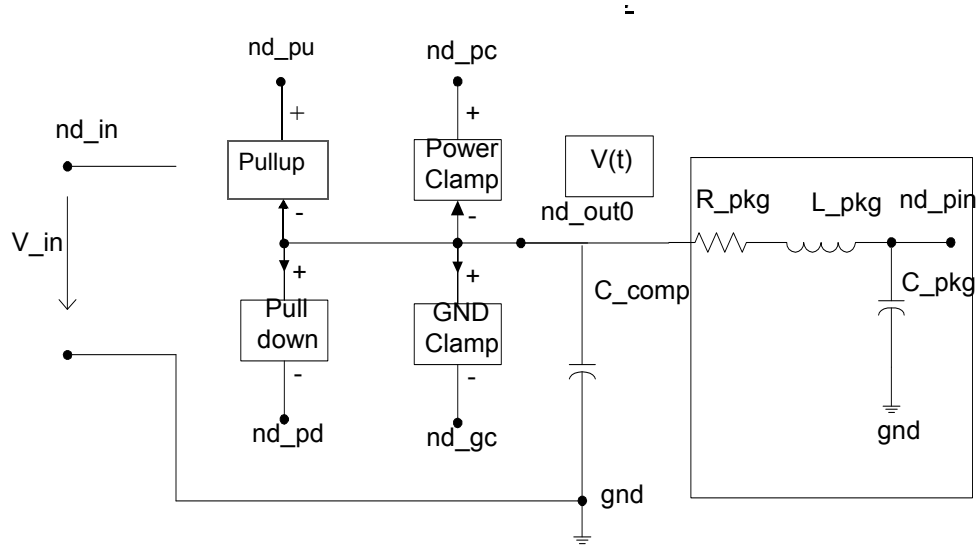 nd_pu
nd_pc
nd_in
+
+
Pullup
Power
Clamp
V(t)
R_pkg
L_pkg
nd_pin
-
-
nd_out0
V_in
+
+
C_comp
C_pkg
Pull
down
GND
Clamp
-
-
nd_pd
nd_gc
gnd
gnd